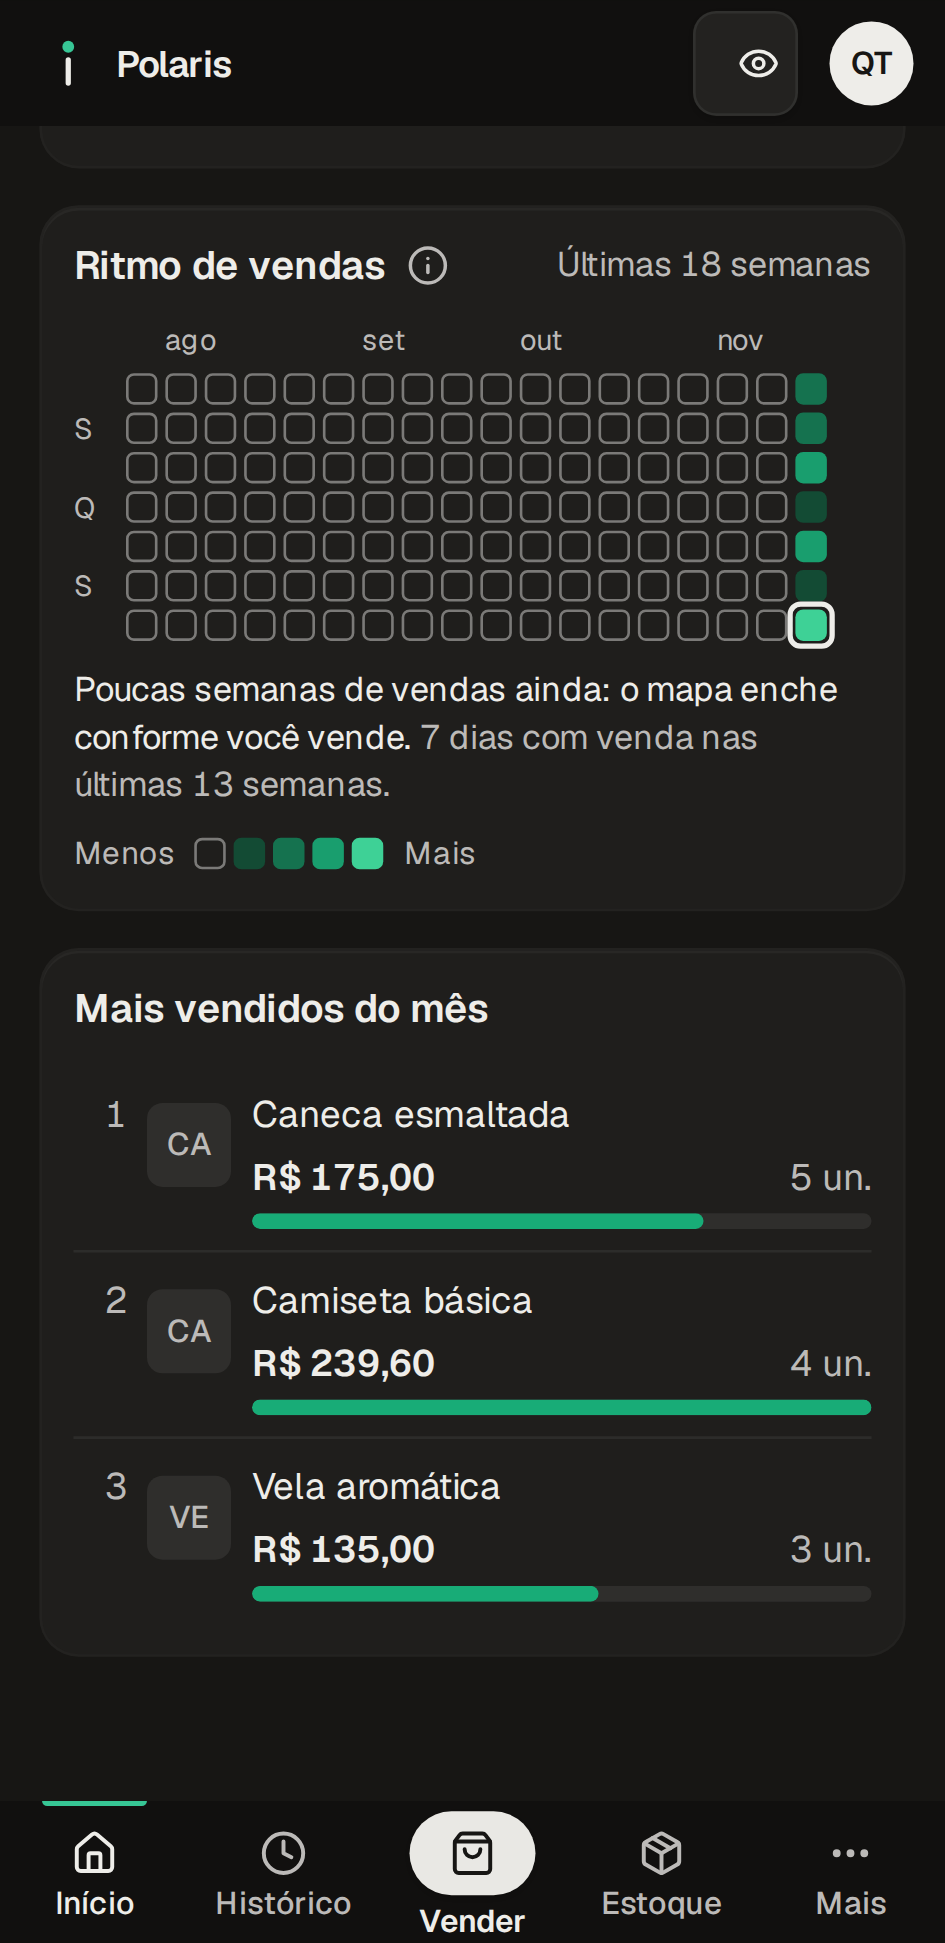 Polaris
QT
Ritmo de vendas
Últimas 18 semanas
ago set out nov
S
Q
S
Poucas semanas de vendas ainda: o mapa enche
conforme você vende. 7 dias com venda nas
últimas 13 semanas.
Menos Mais
Mais vendidos do mês
1 CA Caneca esmaltada
R$ 175,00 5 un.
2 CA Camiseta básica
R$ 239,60 4 un.
3 VE Vela aromática
R$ 135,00 3 un.
Início Histórico Vender Estoque Mais